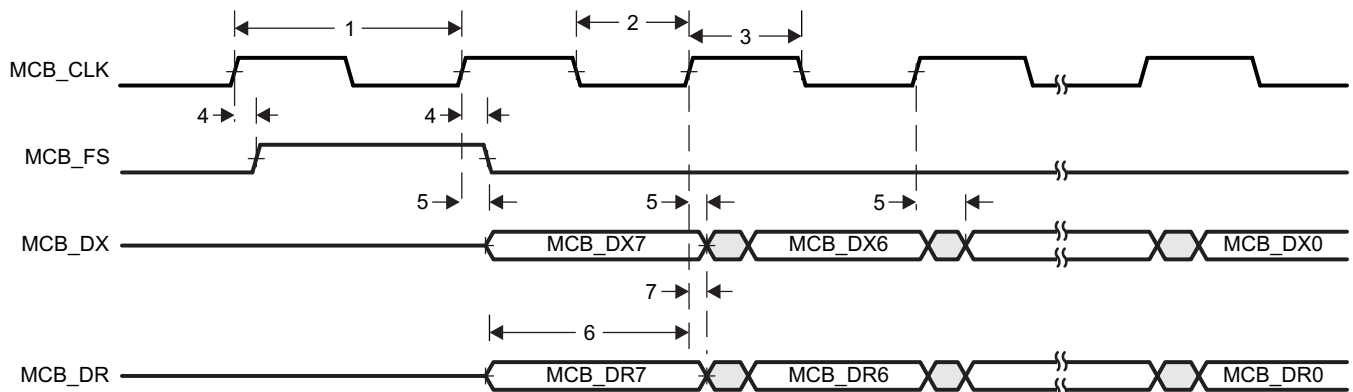 1
2
3
MCB_CLK
4
4
MCB_FS
5
5
5
MCB_DX
MCB_DX7
MCB_DX6
MCB_DX0
7
6
MCB_DR
MCB_DR7
MCB_DR6
MCB_DR0